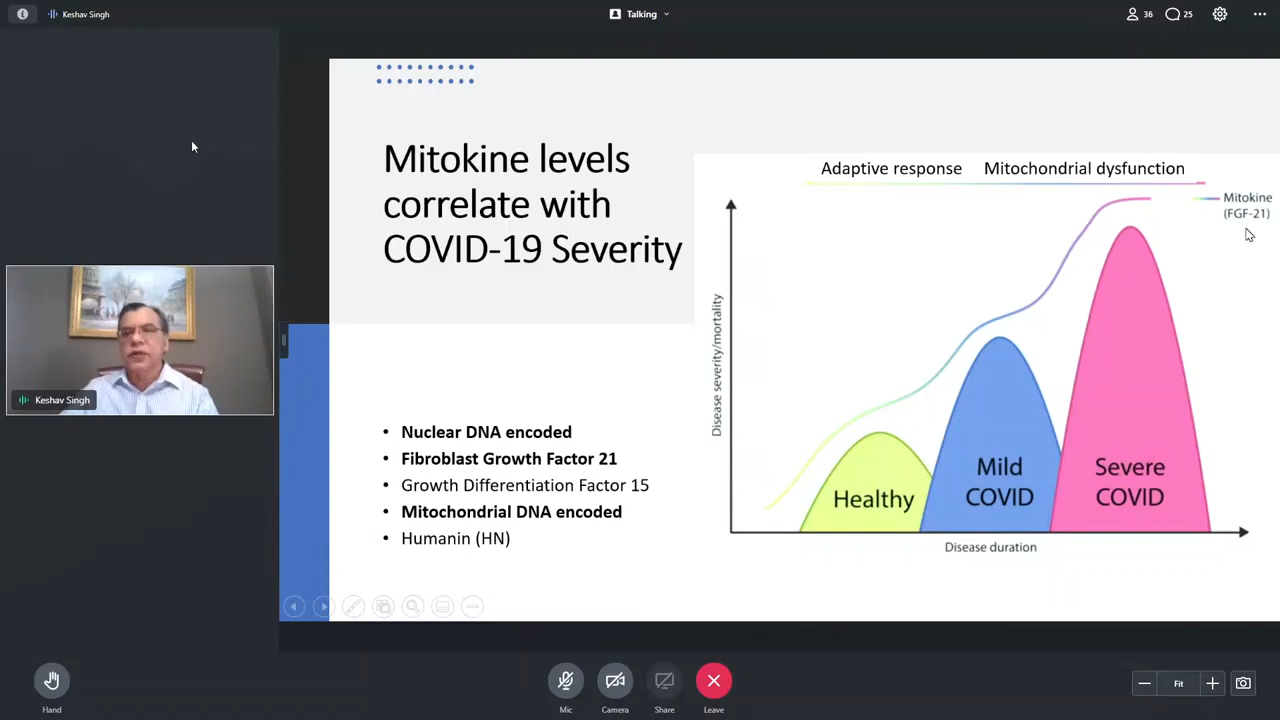 Keshav Singh
Talking
36
25
Mitokine levels
correlate with
COVID-19 Severity
Adaptive response
Mitochondrial dysfunction
Mitokine
(FGF-21)
Disease severity/mortality
Healthy
Mild
COVID
Severe
COVID
Disease duration
• Nuclear DNA encoded
• Fibroblast Growth Factor 21
• Growth Differentiation Factor 15
• Mitochondrial DNA encoded
• Humanin (HN)
Keshav Singh
Hand
Mic
Camera
Share
Leave
Fit